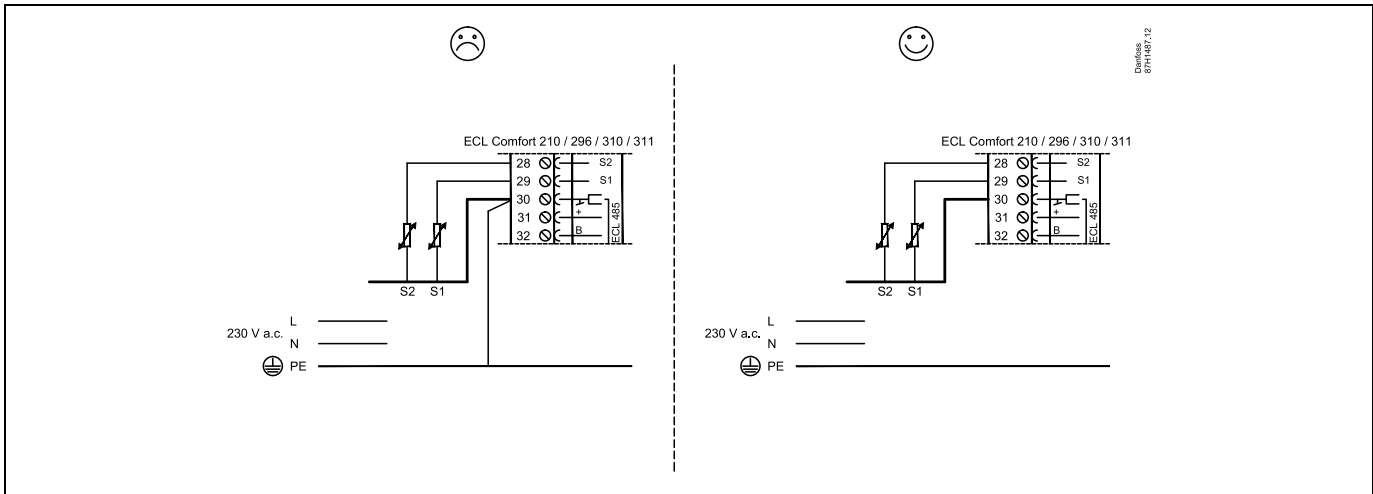 Danfoss
87H1487.12
ECL Comfort 210 / 296 / 310 / 311
28 S2
29 S1
30
31 +
32 B
ECL 485
S2 S1
L
230 V a.c.
N
PE
ECL Comfort 210 / 296 / 310 / 311
28 S2
29 S1
30
31 +
32 B
ECL 485
S2 S1
L
230 V a.c.
N
PE